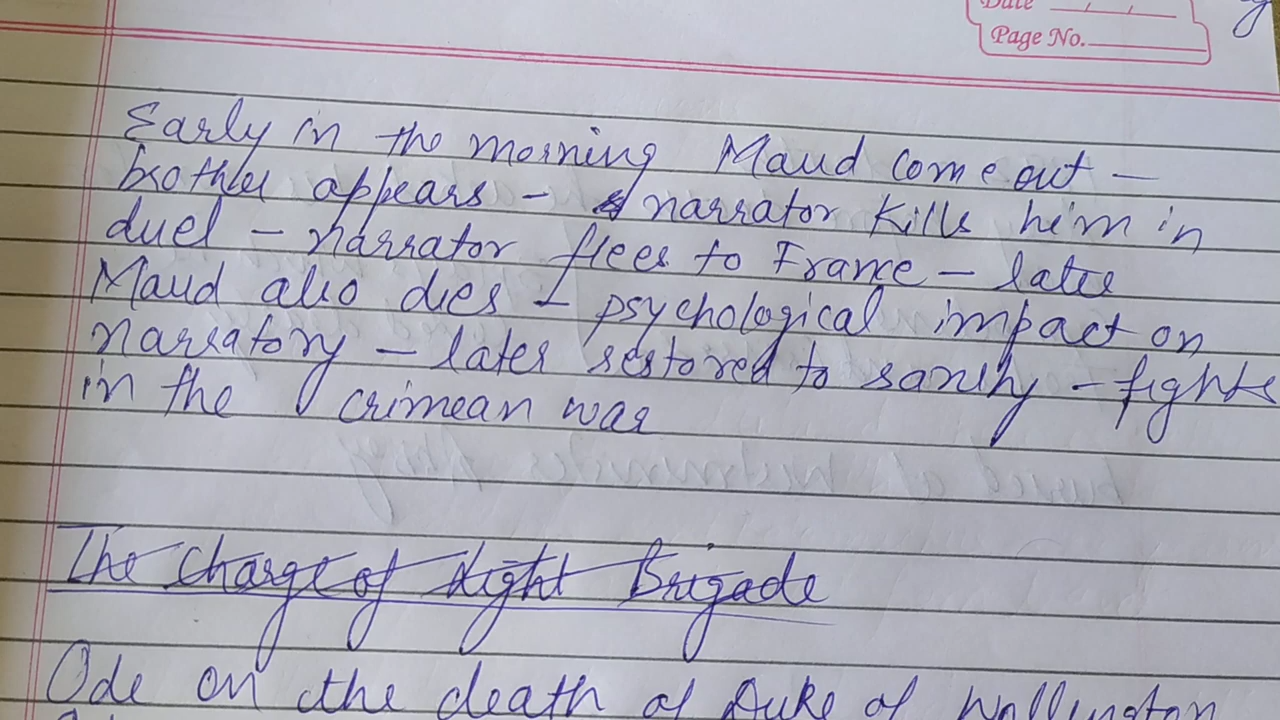 Date
Page No.
Early in the morning Maud come out –
brother appears – narrator kills him in
duel – narrator flees to France – later
Maud also dies – psychological impact on
narratory – later restored to sanity – fights
in the crimean war
The Charge of Light Brigade
Ode on the death of Duke of Wellington